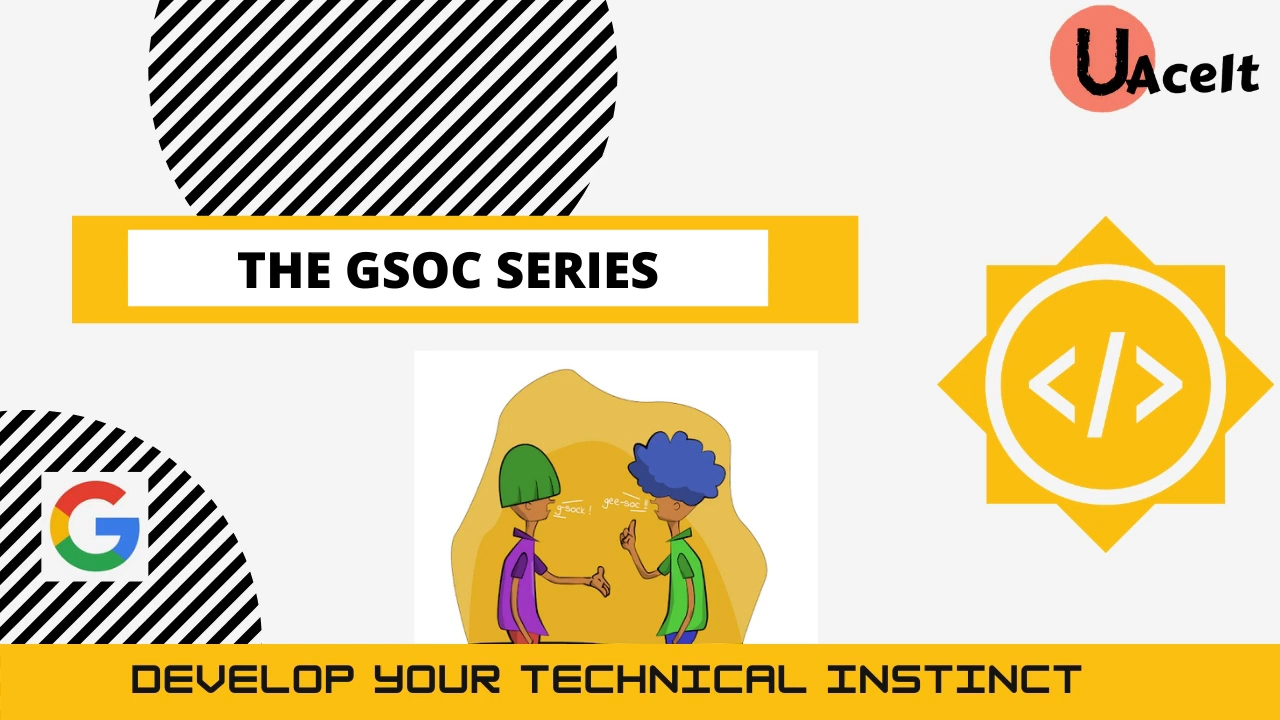 UAceIt
THE GSOC SERIES
</>
g-sock !
gee-soc !!
DEVELOP YOUR TECHNICAL INSTINCT